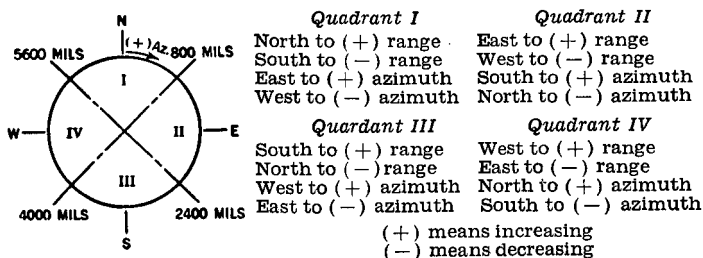 N
(+) Az.
5600 MILS
800 MILS
I
W
IV
II
E
III
4000 MILS
2400 MILS
S
Quadrant I
North to (+) range
South to (−) range
East to (+) azimuth
West to (−) azimuth
Quadrant II
East to (+) range
West to (−) range
South to (+) azimuth
North to (−) azimuth
Quardant III
South to (+) range
North to (−) range
West to (+) azimuth
East to (−) azimuth
Quadrant IV
West to (+) range
East to (−) range
North to (+) azimuth
South to (−) azimuth
(+) means increasing
(−) means decreasing